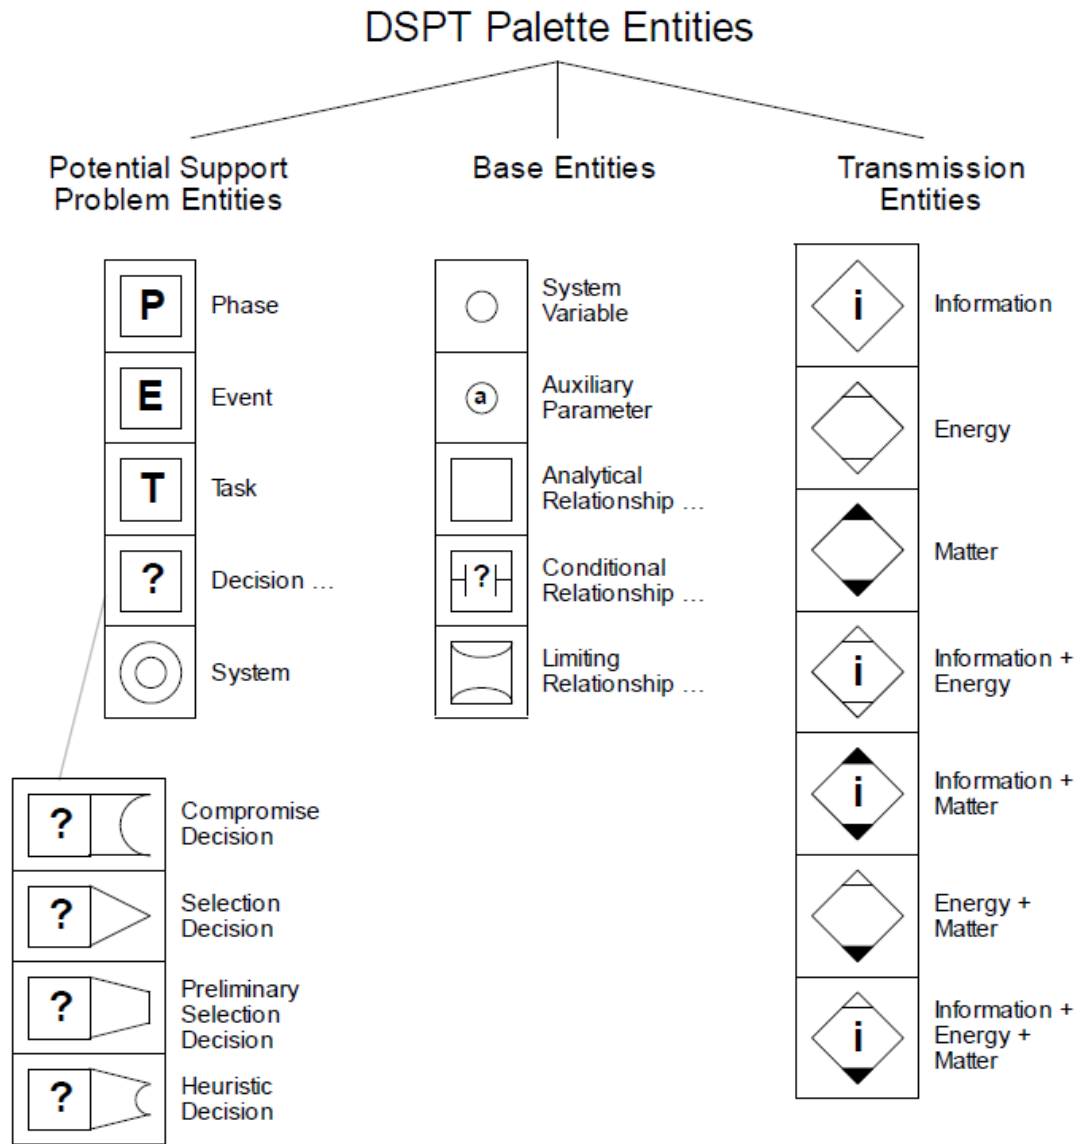 DSPT Palette Entities
Potential Support
Problem Entities
Base Entities
Transmission
Entities
P
Phase
E
Event
T
Task
?
Decision ...
System
?
Compromise
Decision
?
Selection
Decision
?
Preliminary
Selection
Decision
?
Heuristic
Decision
System
Variable
a
Auxiliary
Parameter
Analytical
Relationship ...
?
Conditional
Relationship ...
Limiting
Relationship ...
i
Information
Energy
Matter
i
Information +
Energy
i
Information +
Matter
Energy +
Matter
i
Information +
Energy +
Matter